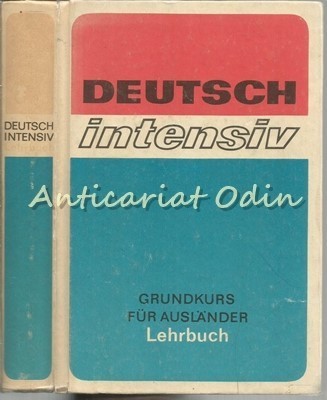 DEUTSCH
INTENSIV
DEUTSCH
intensiv
Anticariat Odin
GRUNDKURS
FÜR AUSLÄNDER
Lehrbuch